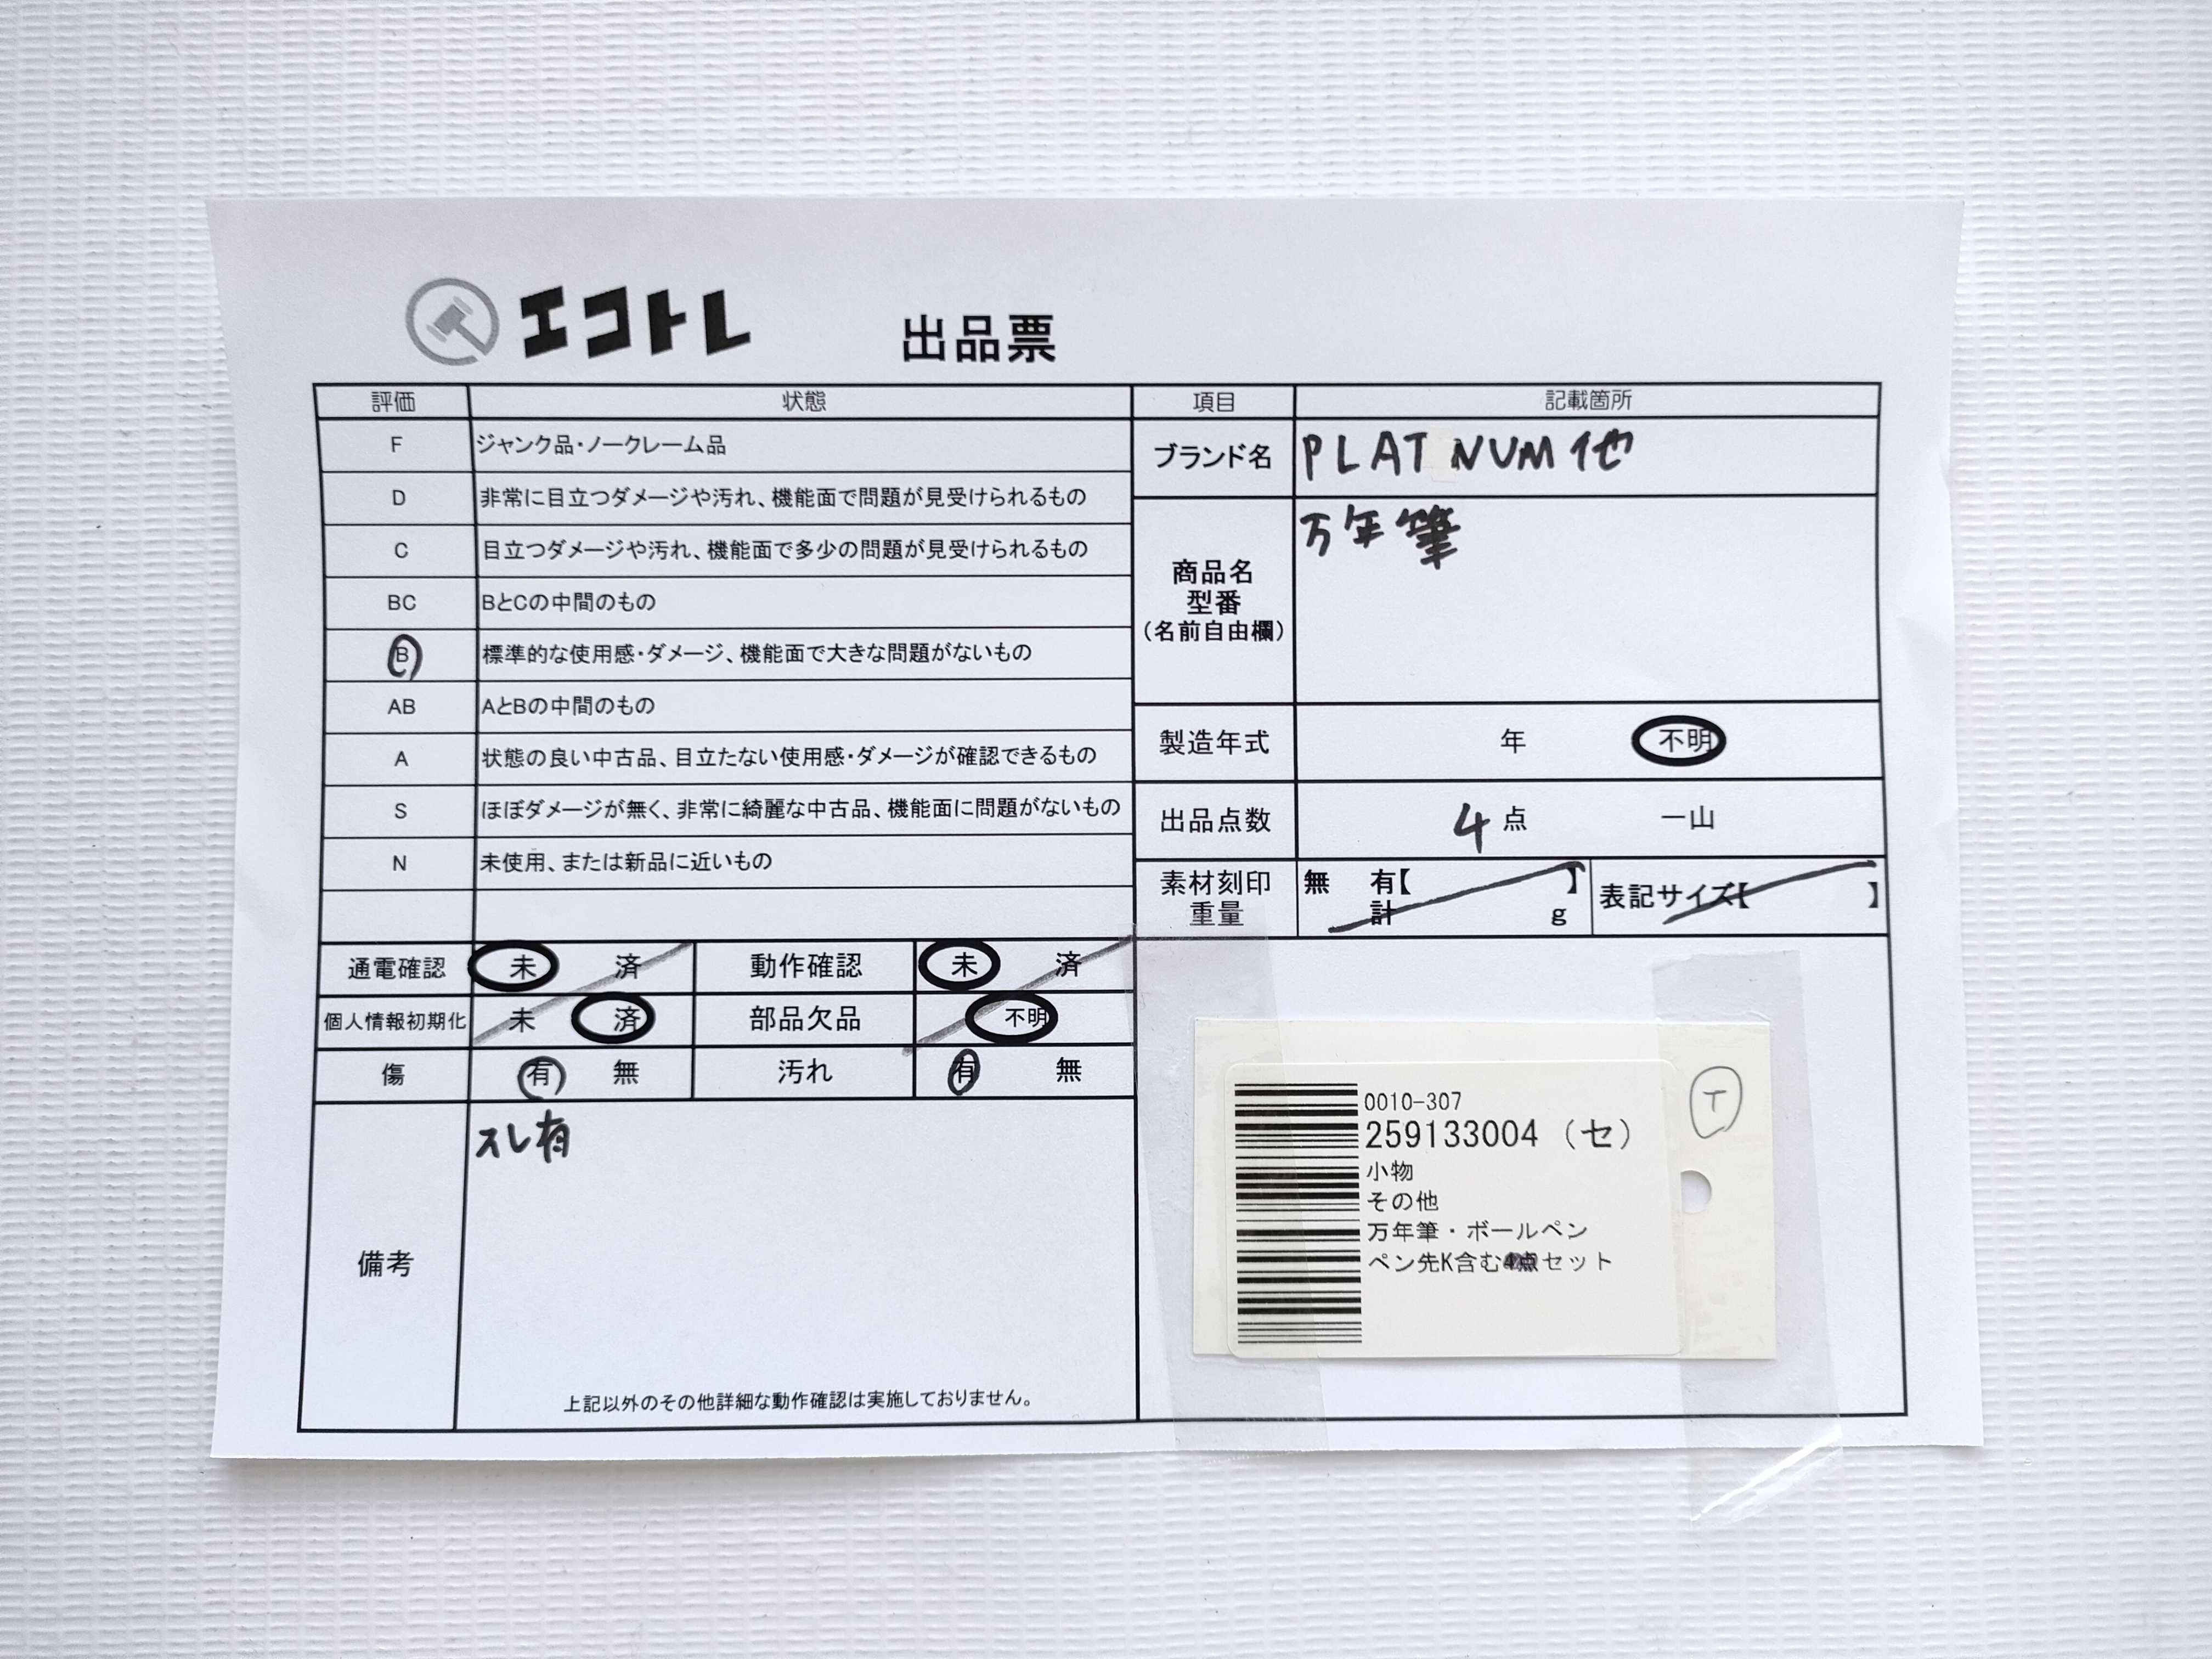 エコトレ 出品票
評価 状態 項目 記載箇所
F ジャンク品・ノークレーム品
D 非常に目立つダメージや汚れ、機能面で問題が見受けられるもの
C 目立つダメージや汚れ、機能面で多少の問題が見受けられるもの
BC BとCの中間のもの
B 標準的な使用感・ダメージ、機能面で大きな問題がないもの
AB AとBの中間のもの
A 状態の良い中古品、目立たない使用感・ダメージが確認できるもの
S ほぼダメージが無く、非常に綺麗な中古品、機能面に問題がないもの
N 未使用、または新品に近いもの
ブランド名 PLATNUM他
商品名
型番
(名前自由欄)
万年筆
製造年式 年 不明
出品点数 4点 一山
素材刻印 無 有【 】 表記サイズ【 】
重量 計 g
通電確認 未 済 動作確認 未 済
個人情報初期化 未 済 部品欠品 不明
傷 有 無 汚れ 有 無
備考
スレ有
上記以外のその他詳細な動作確認は実施しておりません。
0010-307
259133004 (セ)
小物
その他
万年筆・ボールペン
ペン先K含む セット
T